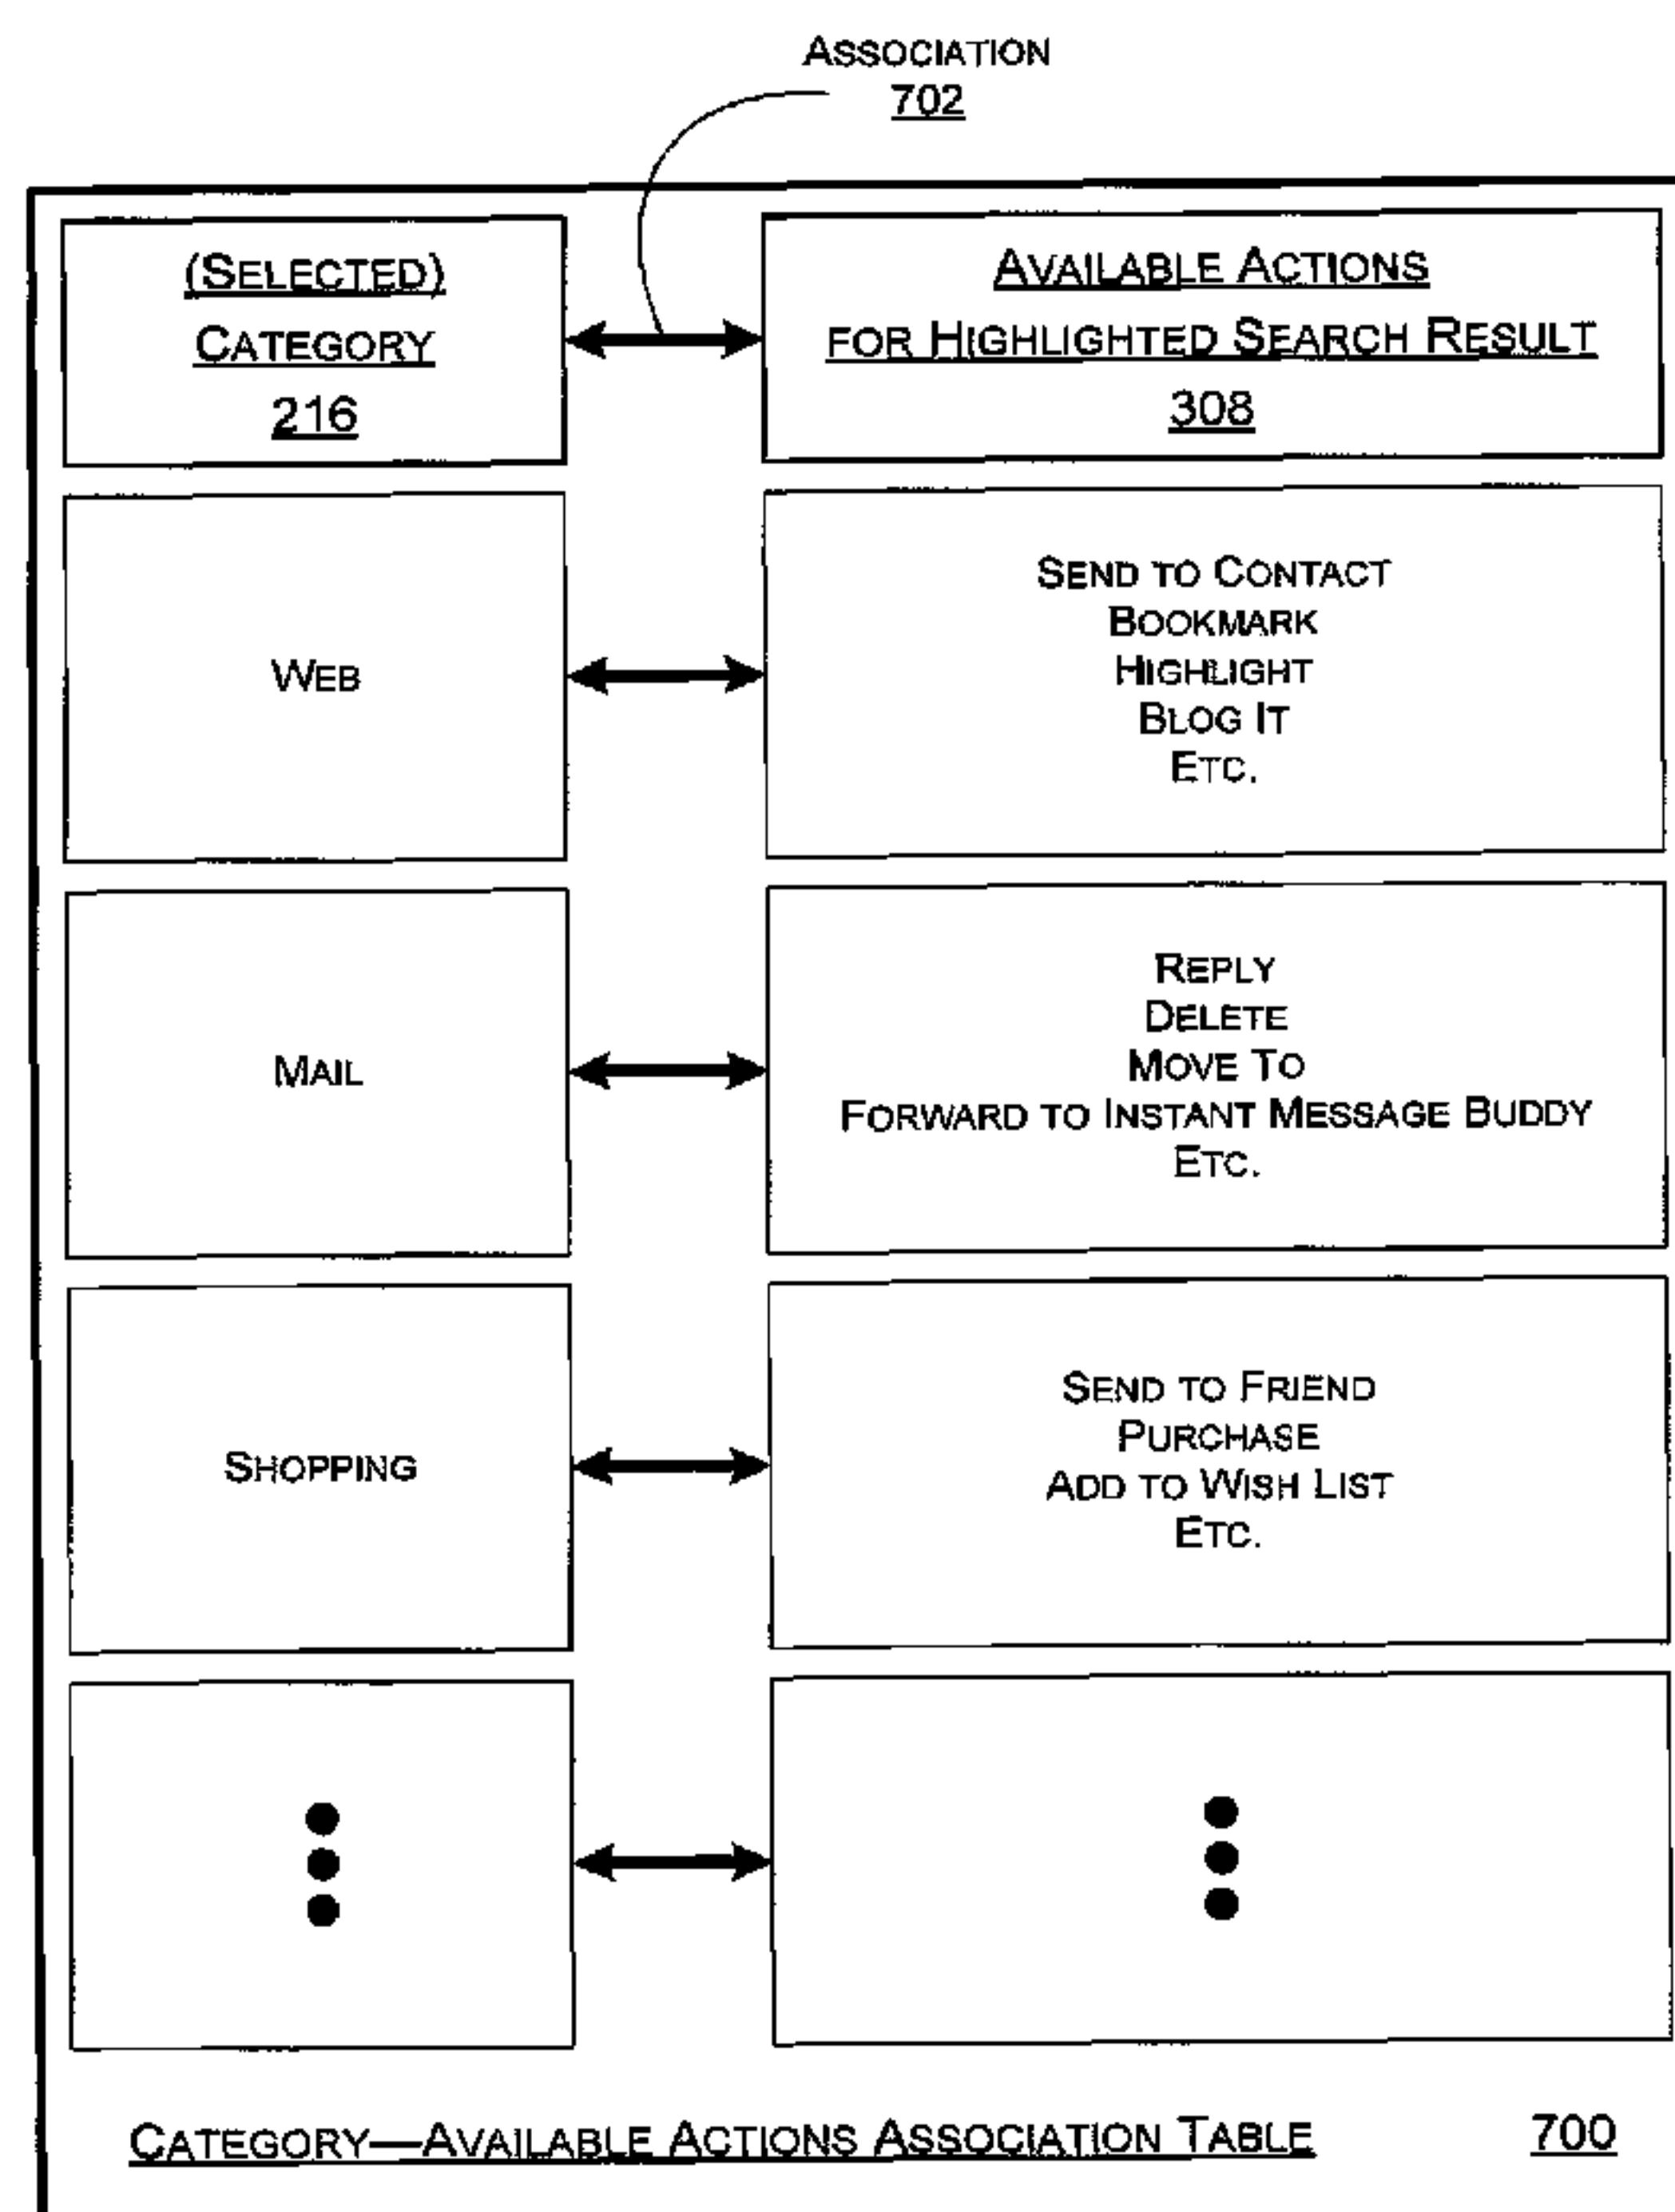 ASSOCIATION
702
(SELECTED)
CATEGORY
216
AVAILABLE ACTIONS
FOR HIGHLIGHTED SEARCH RESULT
308
WEB
SEND TO CONTACT
BOOKMARK
HIGHLIGHT
BLOG IT
ETC.
MAIL
REPLY
DELETE
MOVE TO
FORWARD TO INSTANT MESSAGE BUDDY
ETC.
SHOPPING
SEND TO FRIEND
PURCHASE
ADD TO WISH LIST
ETC.
CATEGORY—AVAILABLE ACTIONS ASSOCIATION TABLE 700